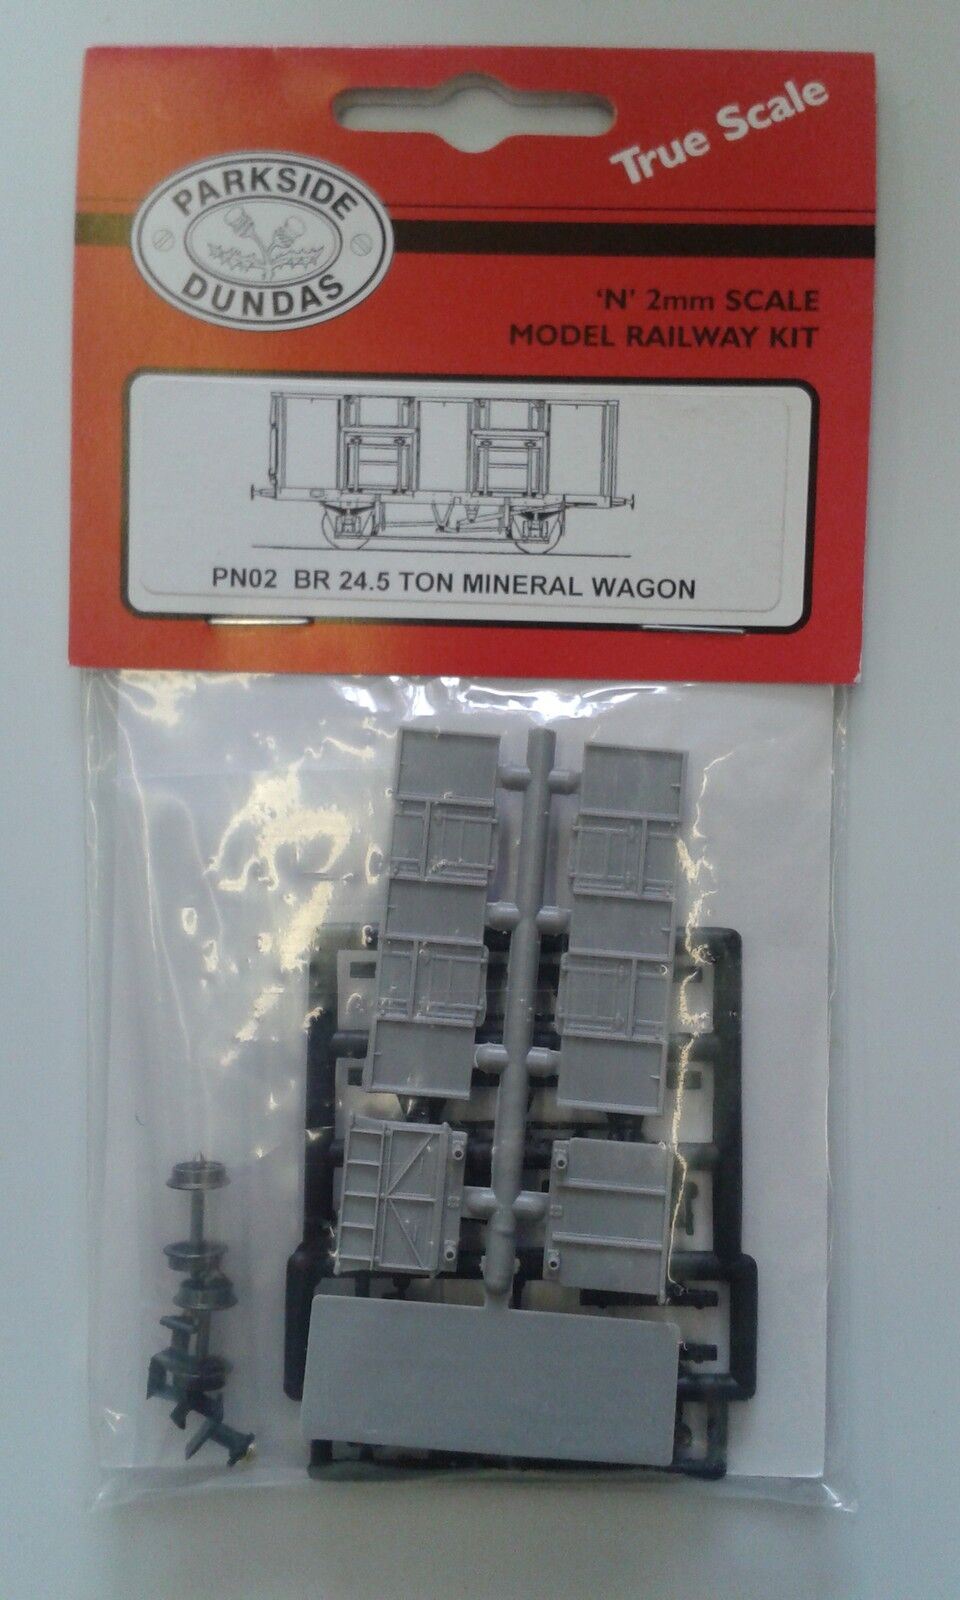 True Scale
PARKSIDE
DUNDAS
'N' 2mm SCALE
MODEL RAILWAY KIT
PN02 BR 24.5 TON MINERAL WAGON